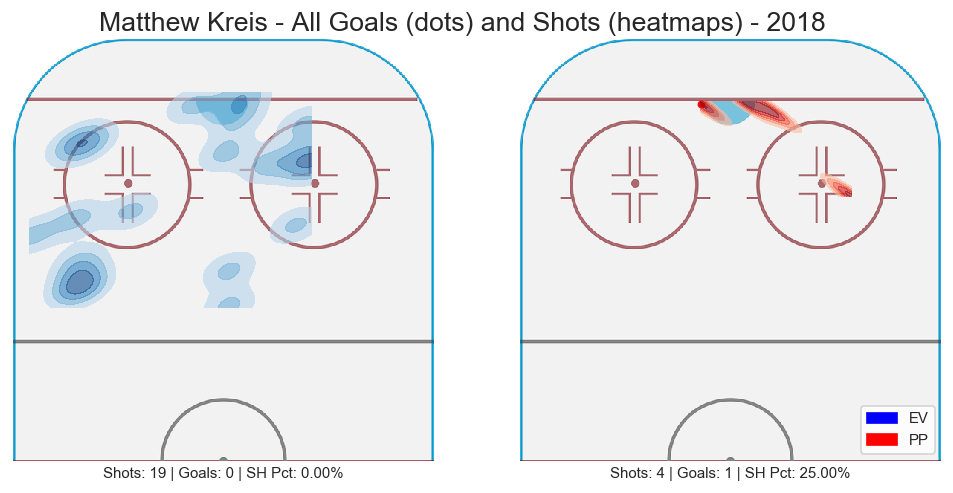 Matthew Kreis - All Goals (dots) and Shots (heatmaps) - 2018
EV
PP
Shots: 19 | Goals: 0 | SH Pct: 0.00%
Shots: 4 | Goals: 1 | SH Pct: 25.00%